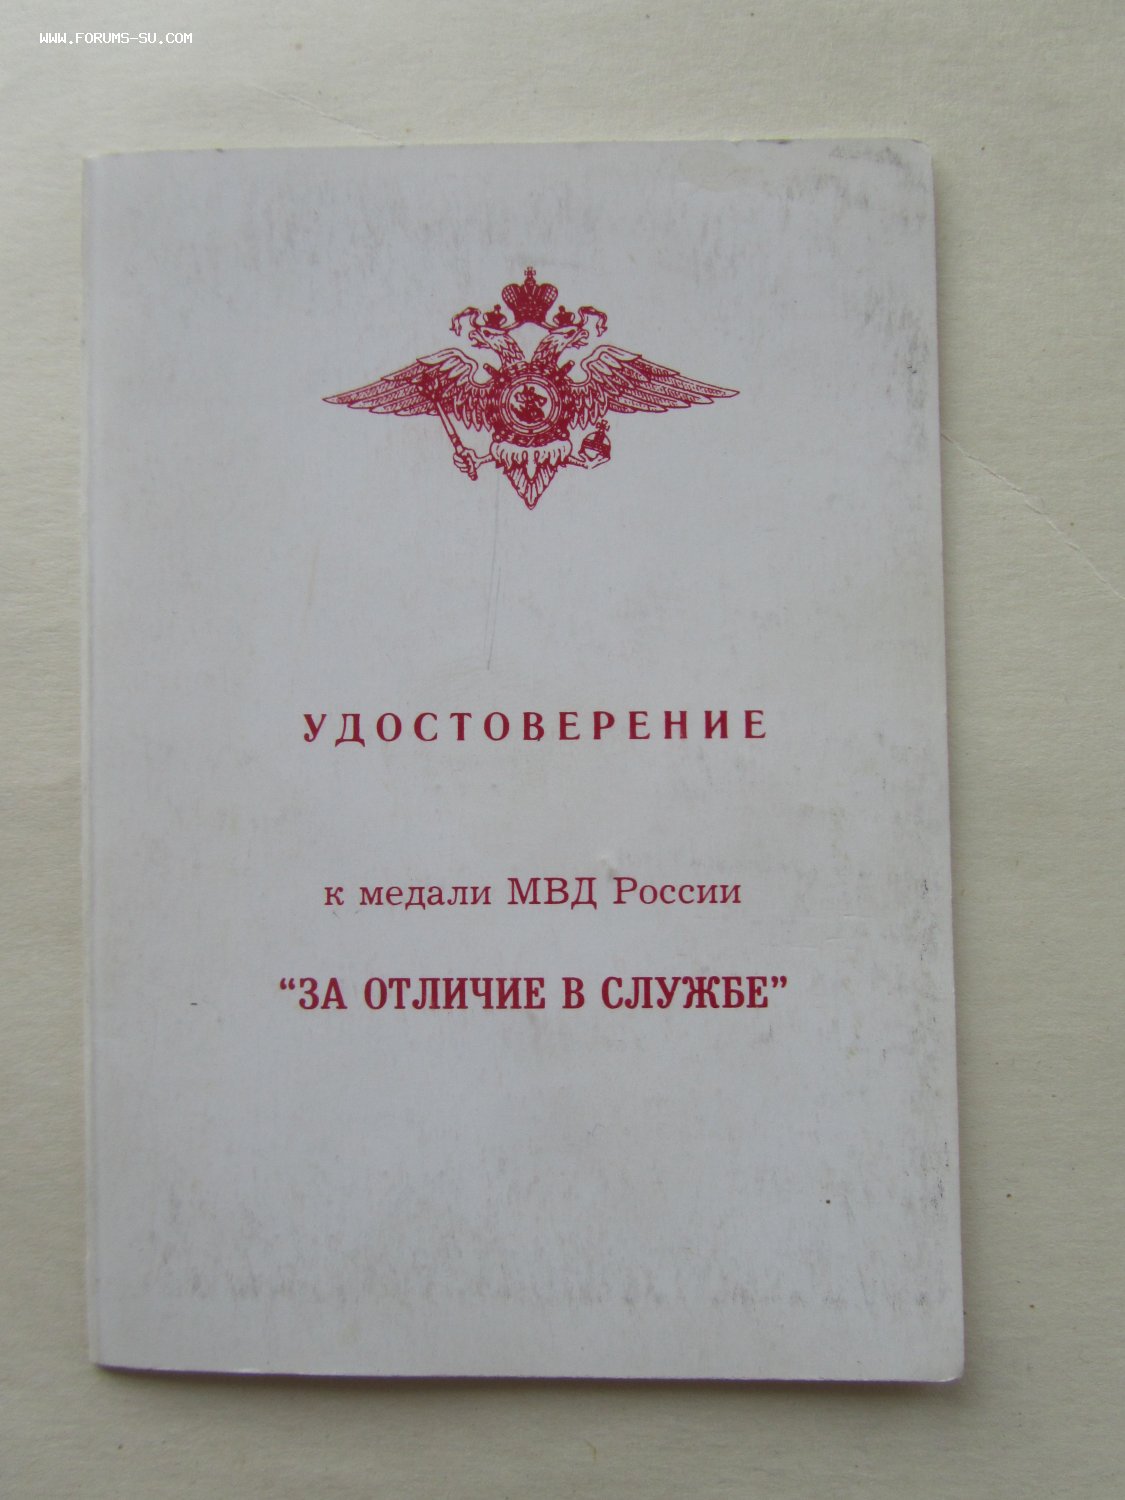 WWW.FORUMS-SU.COM
УДОСТОВЕРЕНИЕ
к медали МВД России
“ЗА ОТЛИЧИЕ В СЛУЖБЕ”